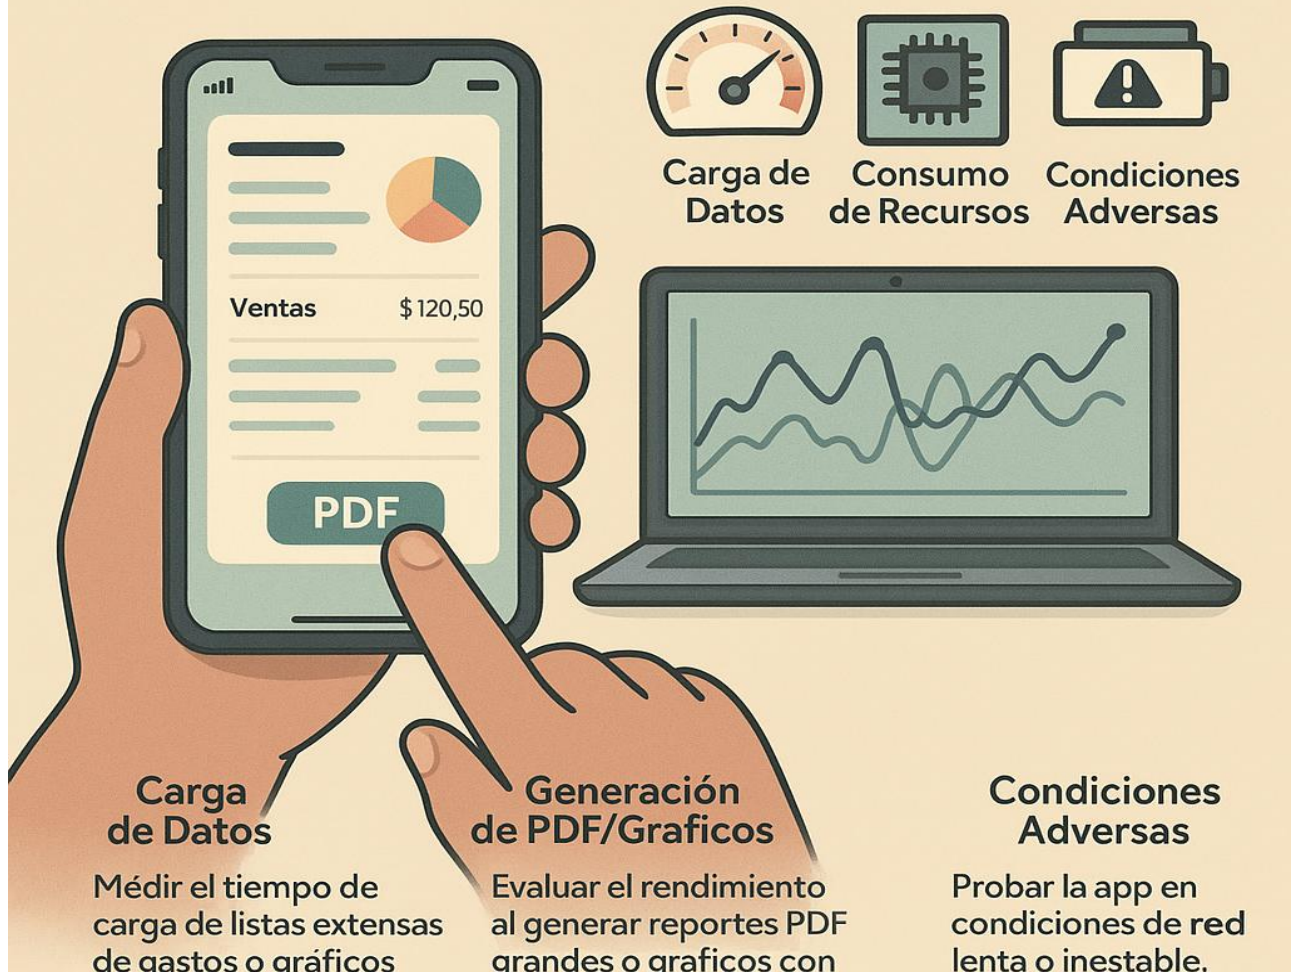 Carga de
Datos
Consumo
de Recursos
Condiciones
Adversas
Ventas $ 120,50
PDF
Carga
de Datos
Médir el tiempo de
carga de listas extensas
de gastos o gráficos
Generación
de PDF/Graficos
Evaluar el rendimiento
al generar reportes PDF
grandes o graficos con
Condiciones
Adversas
Probar la app en
condiciones de red
lenta o inestable.